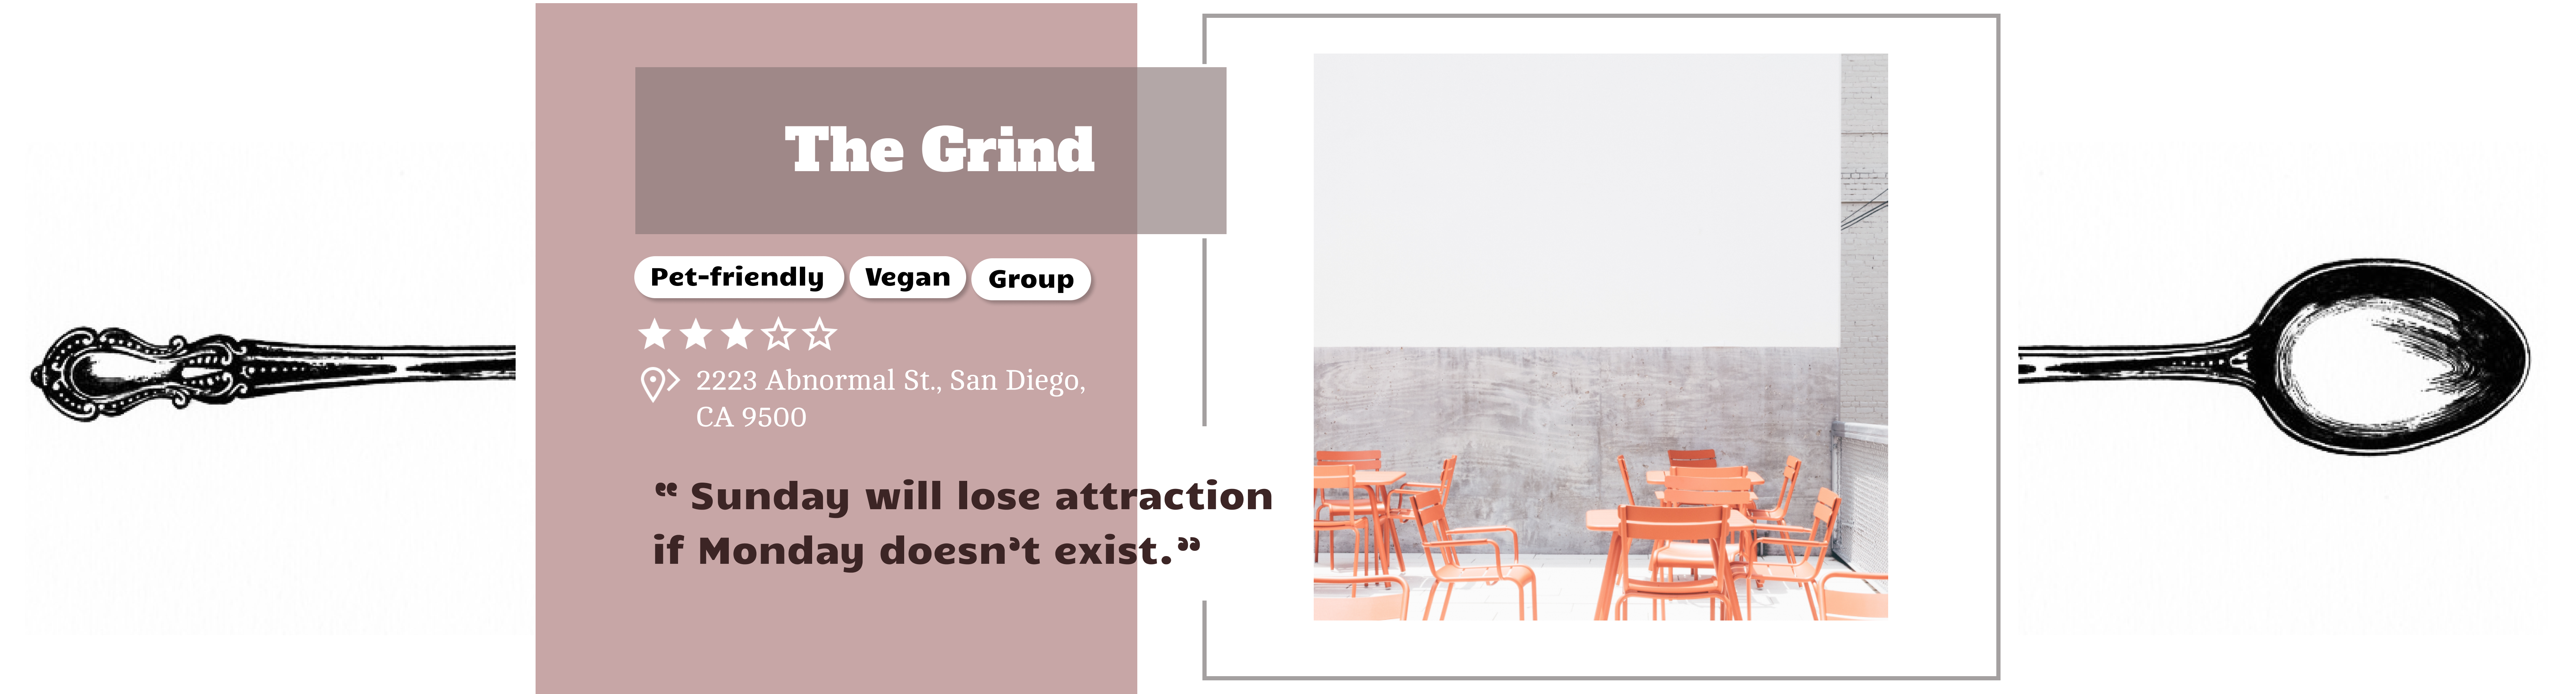 The Grind
Pet-friendly Vegan Group
2223 Abnormal St., San Diego,
CA 9500
“ Sunday will lose attraction
if Monday doesn’t exist.”